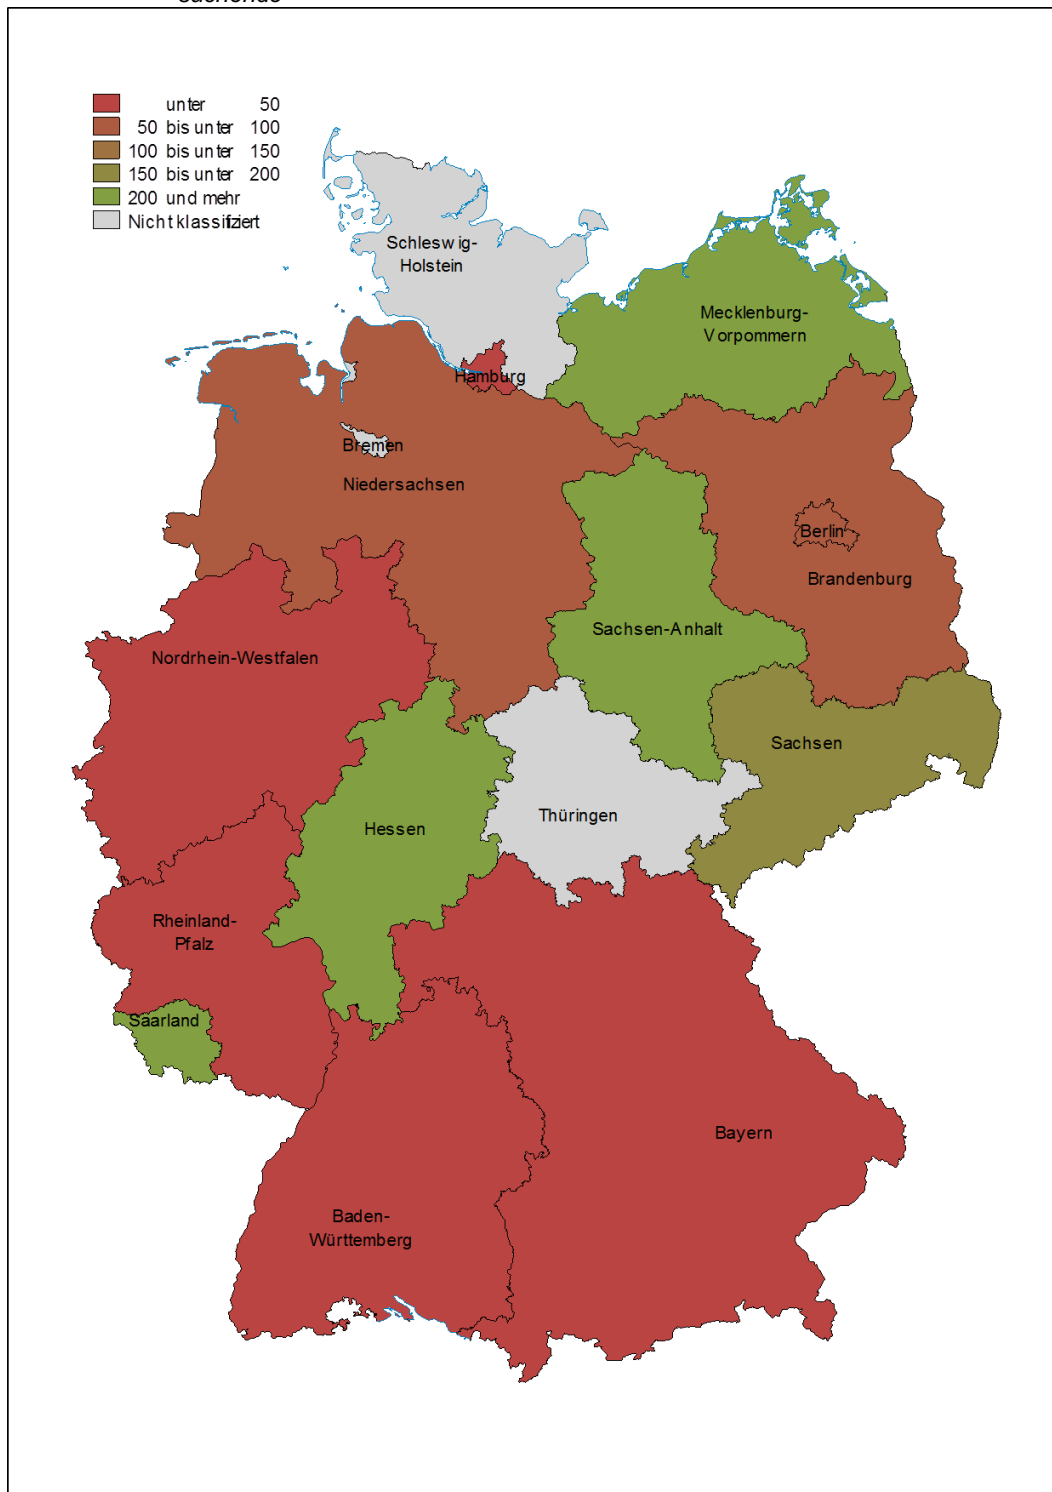 unter 50
50 bis unter 100
100 bis unter 150
150 bis unter 200
200 und mehr
Nicht klassifiziert
Schleswig-
Holstein
Mecklenburg-
Vorpommern
Hamburg
Bremen
Niedersachsen
Berlin
Brandenburg
Sachsen-Anhalt
Nordrhein-Westfalen
Sachsen
Thüringen
Hessen
Rheinland-
Pfalz
Saarland
Bayern
Baden-
Württemberg